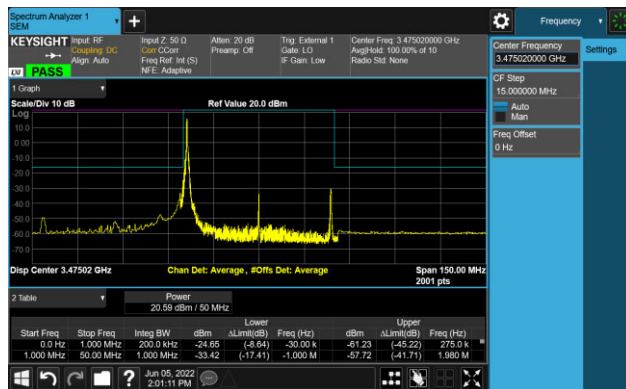 Spectrum Analyzer 1
SEM
+
Frequency
KEYSIGHT
Input: RF
Coupling: DC
Align: Auto
Input Z: 50 Ω
Corr CCorr
Freq Ref: Int (S)
NFE: Adaptive
Atten: 20 dB
Preamp: Off
Trig: External 1
Gate: LO
IF Gain: Low
Center Freq: 3.475020000 GHz
Avg|Hold: 100.00% of 10
Radio Std: None
LXI
PASS
Center Frequency
3.475020000 GHz
Settings
CF Step
15.000000 MHz
Auto
Man
Freq Offset
0 Hz
1 Graph
Scale/Div 10 dB
Ref Value 20.0 dBm
Log
10.0
0.00
-10.0
-20.0
-30.0
-40.0
-50.0
-60.0
-70.0
Disp Center 3.47502 GHz
Chan Det: Average , #Offs Det: Average
Span 150.00 MHz
2001 pts
2 Table
Power
20.59 dBm / 50 MHz
Lower Upper
Start Freq Stop Freq Integ BW dBm ΔLimit(dB) Freq (Hz) dBm ΔLimit(dB) Freq (Hz)
0.0 Hz 1.000 MHz 200.0 kHz -24.65 (-8.64) -30.00 k -61.23 (-45.22) 275.0 k
1.000 MHz 50.00 MHz 1.000 MHz -33.42 (-17.41) -1.000 M -57.72 (-41.71) 1.980 M
?
Jun 05, 2022
2:01:11 PM